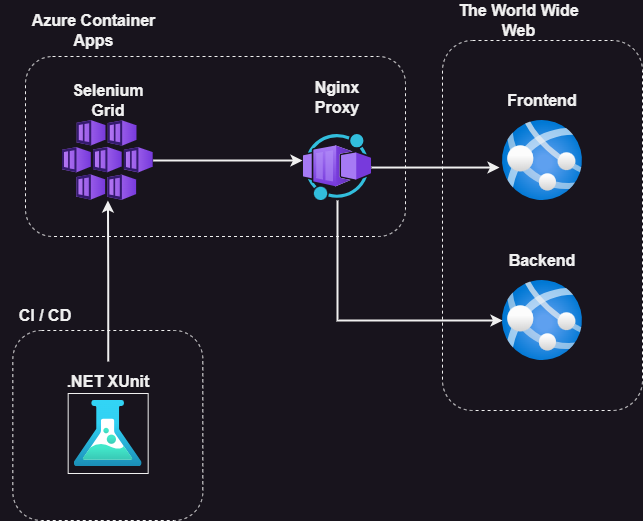 Azure Container
Apps
The World Wide
Web
Selenium
Grid
Nginx
Proxy
Frontend
Backend
CI / CD
.NET XUnit